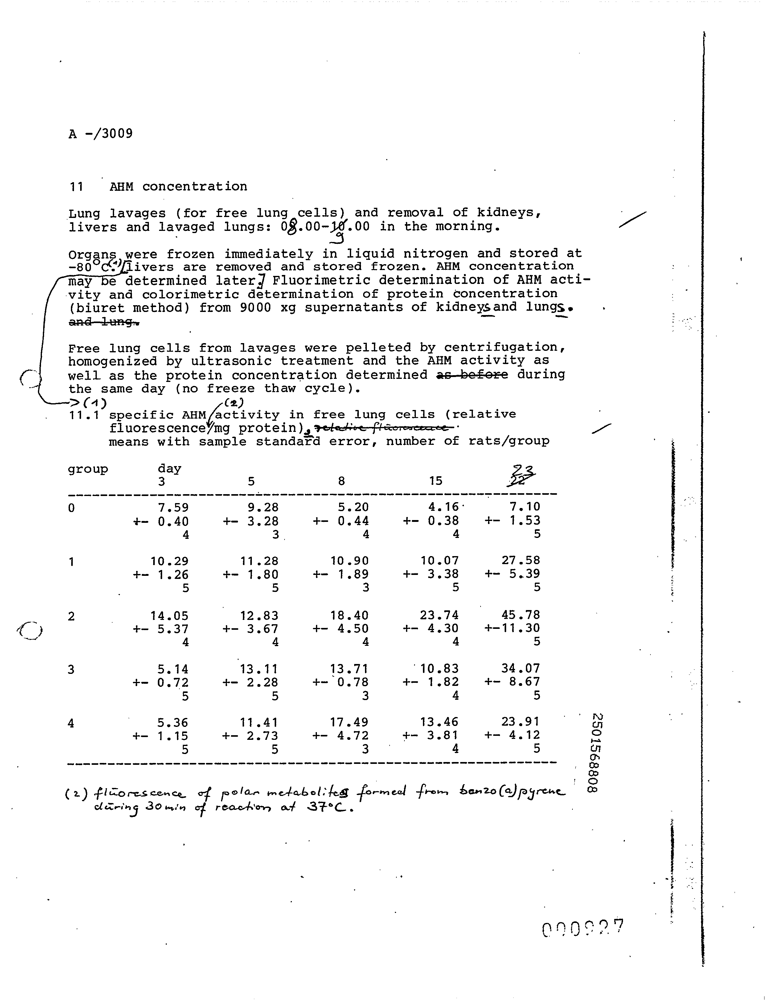 A -/3009
11 AHM concentration
Lung lavages (for free lung cells) and removal of kidneys,
livers and lavaged lungs: 08.00-10.00 in the morning.
9
Organs were frozen immediately in liquid nitrogen and stored at
-80°C.(1)[livers are removed and stored frozen. AHM concentration
may be determined later] Fluorimetric determination of AHM acti-
vity and colorimetric determination of protein concentration
(biuret method) from 9000 xg supernatants of kidneys and lungs.
and lung.
Free lung cells from lavages were pelleted by centrifugation,
homogenized by ultrasonic treatment and the AHM activity as
well as the protein concentration determined as before during
the same day (no freeze thaw cycle).
->(1) (2)
11.1 specific AHM/activity in free lung cells (relative
fluorescence/mg protein), relative fluorescence
means with sample standard error, number of rats/group
group day 23
3 5 8 15 22
0 7.59 9.28 5.20 4.16 7.10
+- 0.40 +- 3.28 +- 0.44 +- 0.38 +- 1.53
4 3 4 4 5
1 10.29 11.28 10.90 10.07 27.58
+- 1.26 +- 1.80 +- 1.89 +- 3.38 +- 5.39
5 5 3 5 5
2 14.05 12.83 18.40 23.74 45.78
+- 5.37 +- 3.67 +- 4.50 +- 4.30 +-11.30
4 4 4 4 5
3 5.14 13.11 13.71 10.83 34.07
+- 0.72 +- 2.28 +- 0.78 +- 1.82 +- 8.67
5 5 3 4 5
4 5.36 11.41 17.49 13.46 23.91
+- 1.15 +- 2.73 +- 4.72 +- 3.81 +- 4.12
5 5 3 4 5
(2) fluorescence of polar metabolites formed from benzo(a)pyrene
during 30 min of reaction at 37°C.
2501568808
000927